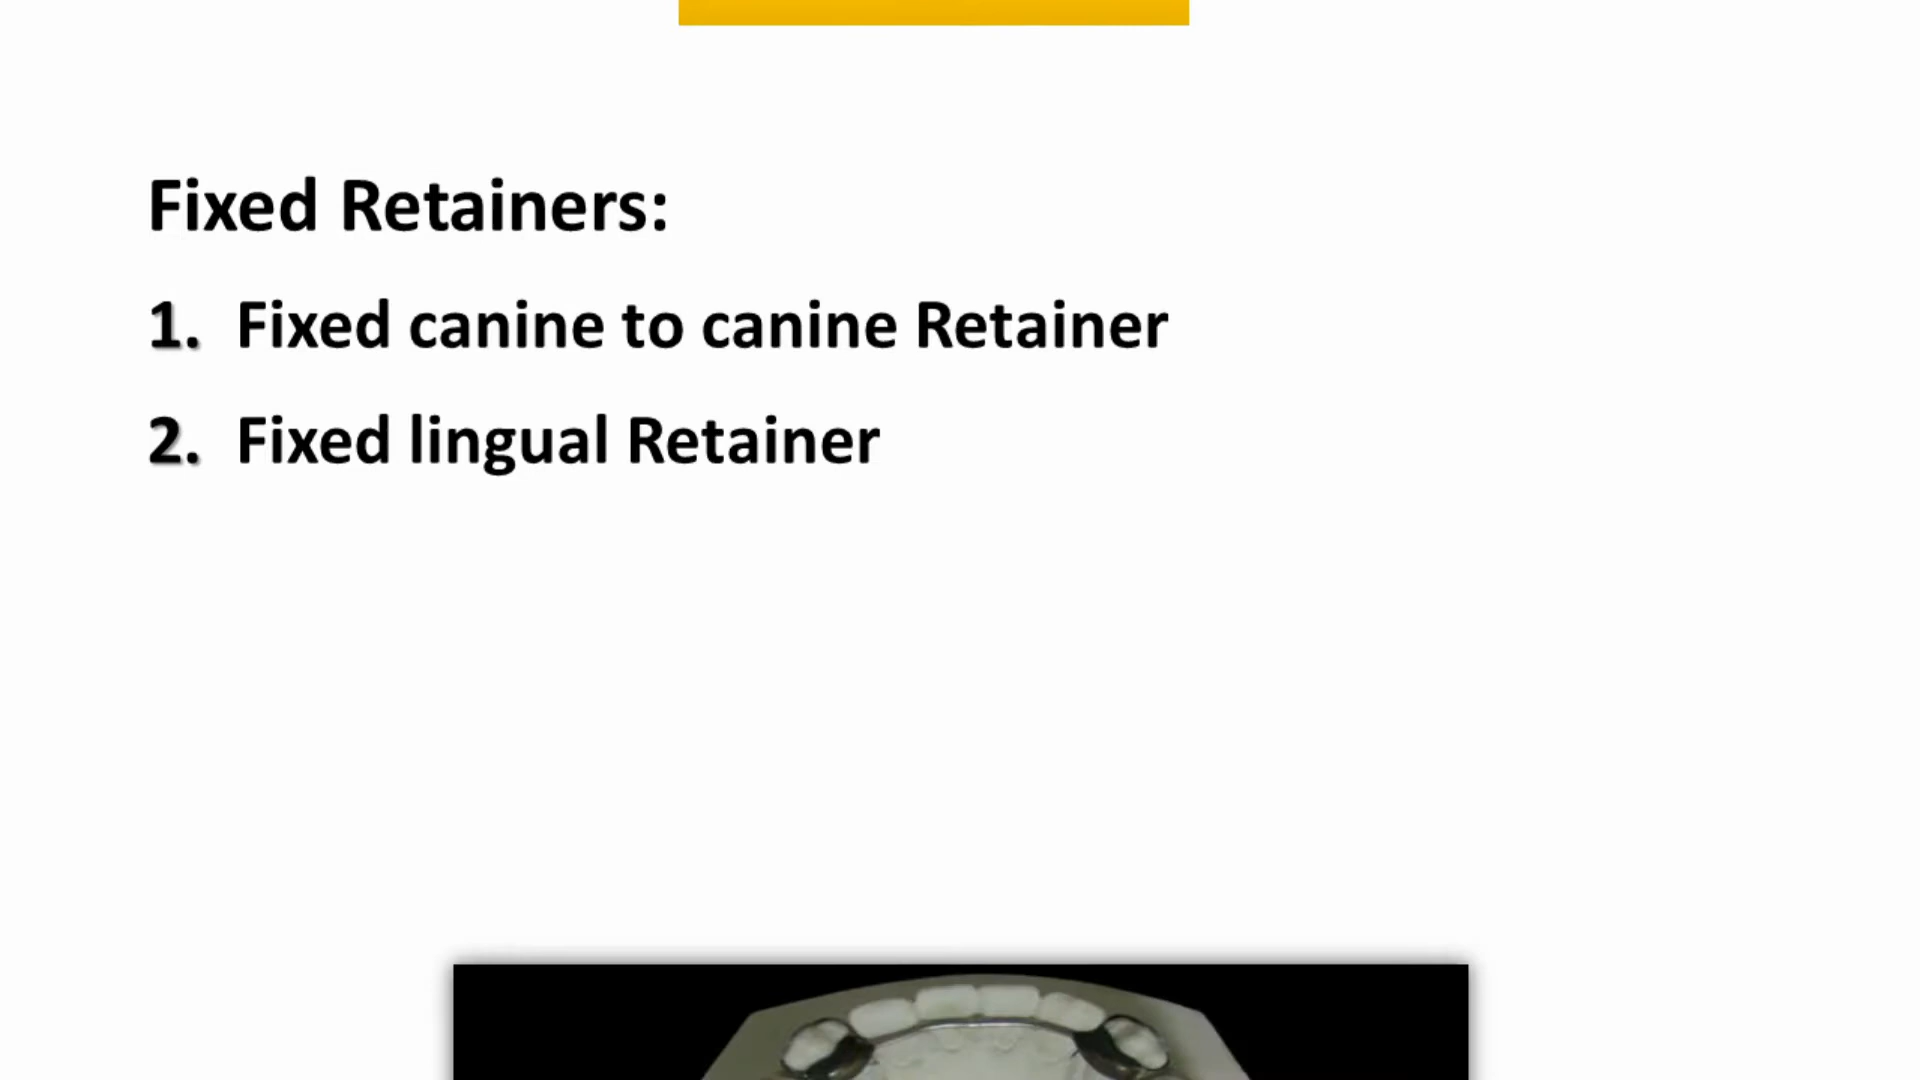 Fixed Retainers:
1. Fixed canine to canine Retainer
2. Fixed lingual Retainer